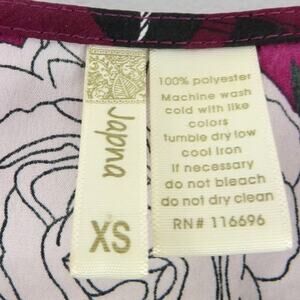 Japna
XS
100% polyester
Machine wash
cold with like
colors
tumble dry low
cool Iron
if necessary
do not bleach
do not dry clean
RN# 116696